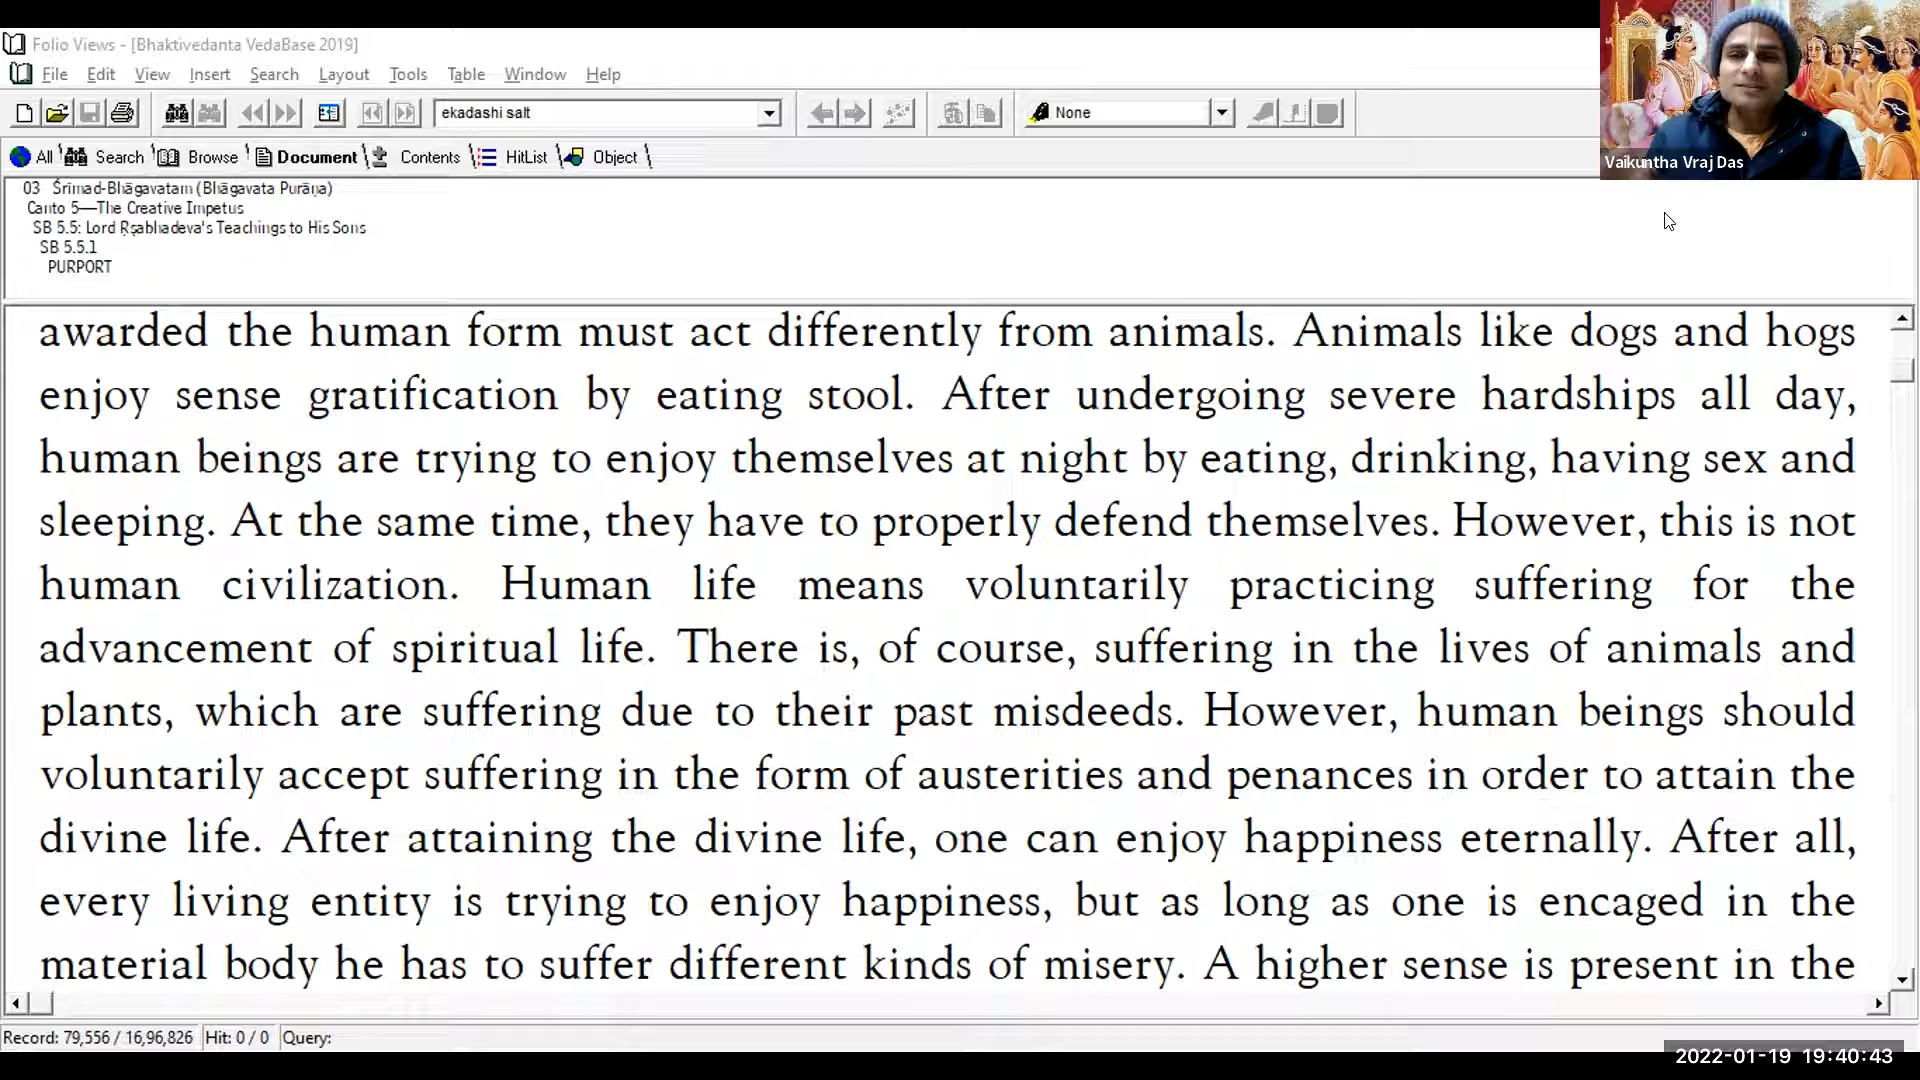 Folio Views - [Bhaktivedanta VedaBase 2019]
File Edit View Insert Search Layout Tools Table Window Help
ekadashi salt
None
All Search Browse Document Contents HitList Object
Vaikuntha Vraj Das
03 Śrīmad-Bhāgavatam (Bhāgavata Purāṇa)
Canto 5—The Creative Impetus
SB 5.5: Lord Ṛṣabhadeva's Teachings to His Sons
SB 5.5.1
PURPORT
awarded the human form must act differently from animals. Animals like dogs and hogs
enjoy sense gratification by eating stool. After undergoing severe hardships all day,
human beings are trying to enjoy themselves at night by eating, drinking, having sex and
sleeping. At the same time, they have to properly defend themselves. However, this is not
human civilization. Human life means voluntarily practicing suffering for the
advancement of spiritual life. There is, of course, suffering in the lives of animals and
plants, which are suffering due to their past misdeeds. However, human beings should
voluntarily accept suffering in the form of austerities and penances in order to attain the
divine life. After attaining the divine life, one can enjoy happiness eternally. After all,
every living entity is trying to enjoy happiness, but as long as one is encaged in the
material body he has to suffer different kinds of misery. A higher sense is present in the
Record: 79,556 / 16,96,826 Hit: 0 / 0 Query:
2022-01-19 19:40:43